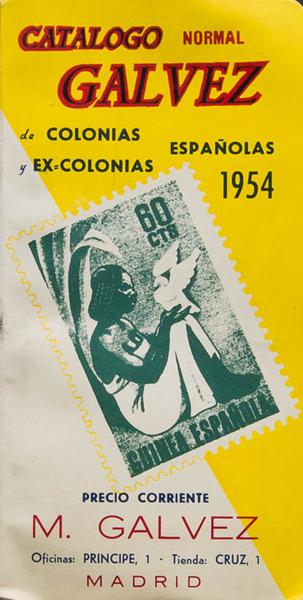 CATALOGO NORMAL
GALVEZ
de COLONIAS ESPAÑOLAS
y EX=COLONIAS
1954
60
CTS
GUINEA ESPAÑOLA
PRECIO CORRIENTE
M. GALVEZ
Oficinas: PRINCIPE, 1 - Tienda: CRUZ, 1
MADRID